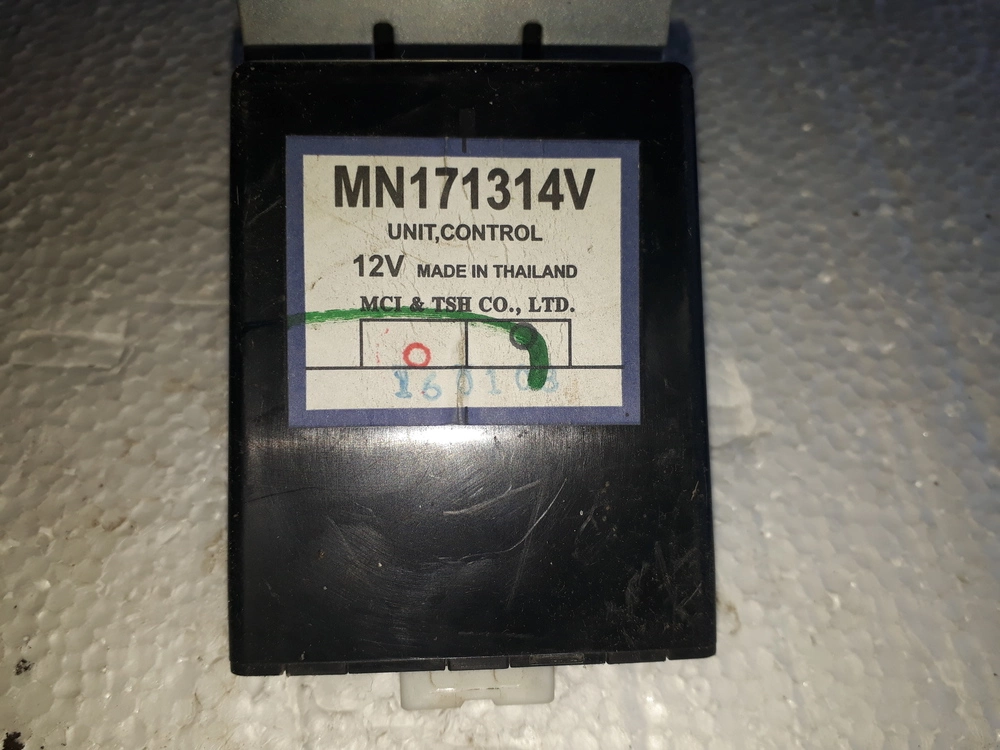 MN171314V
UNIT,CONTROL
12V MADE IN THAILAND
MCI & TSH CO., LTD.